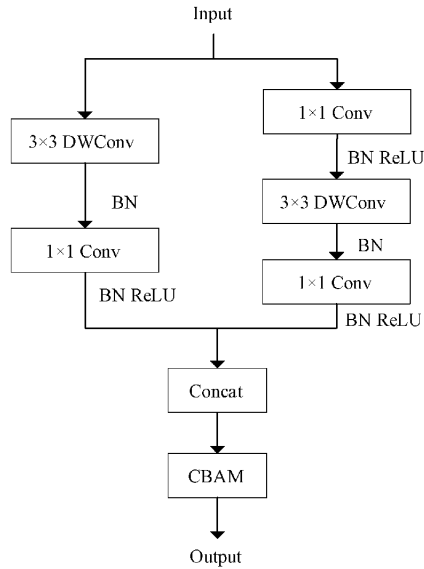 Input
3×3 DWConv
BN
1×1 Conv
BN ReLU
1×1 Conv
BN ReLU
3×3 DWConv
BN
1×1 Conv
BN ReLU
Concat
CBAM
Output